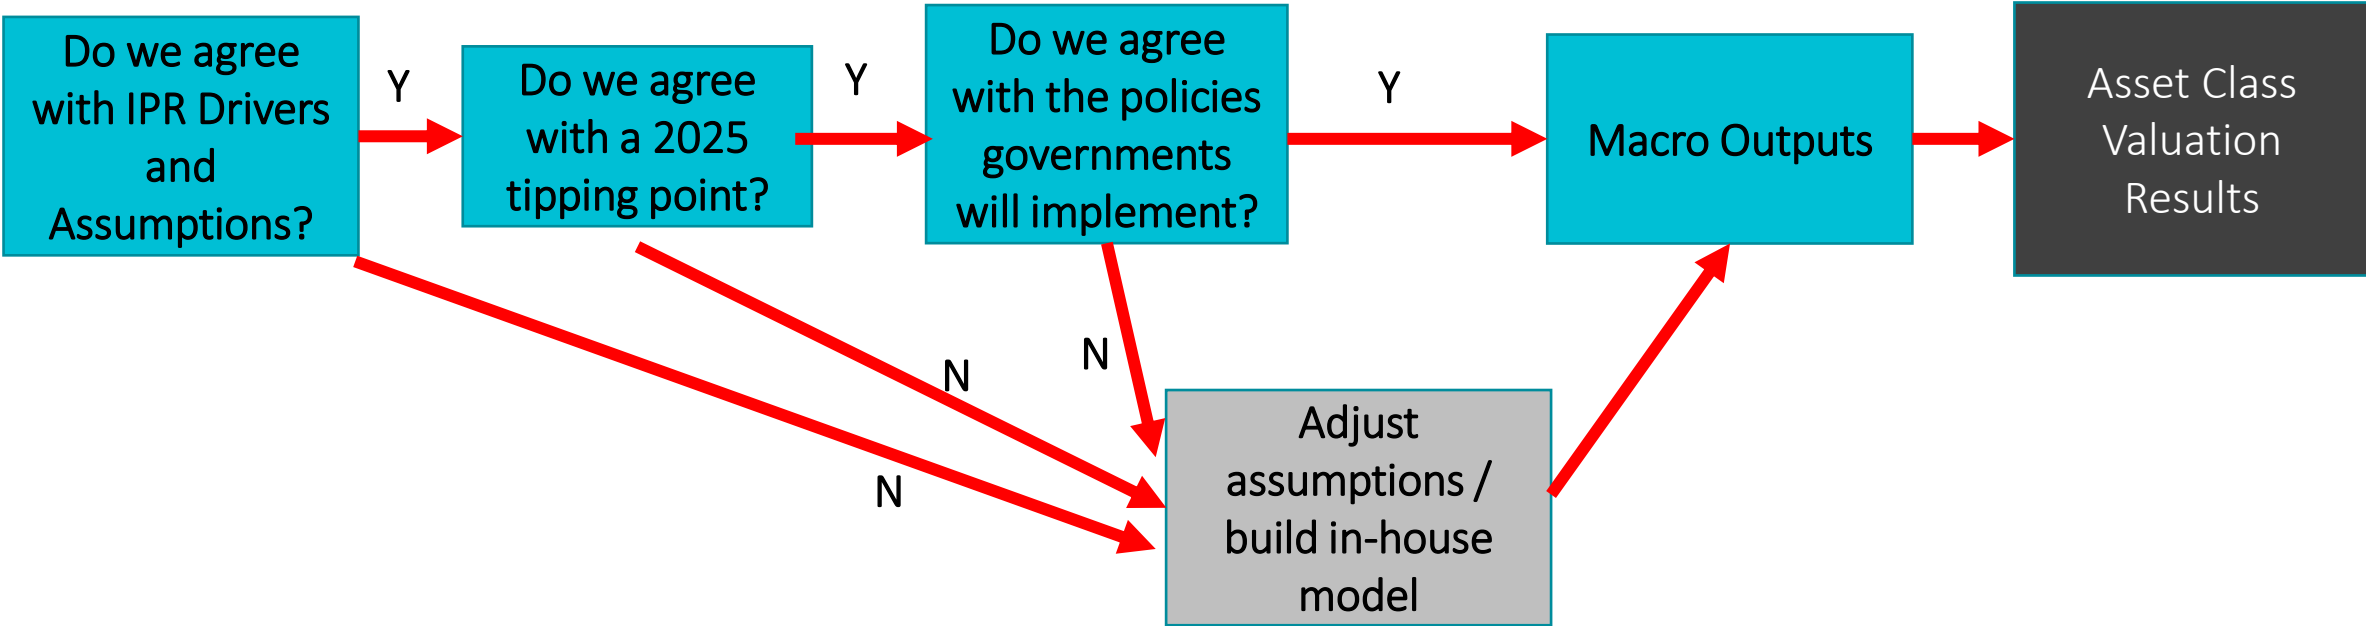 Do we agree
with IPR Drivers
and
Assumptions?
Y
Do we agree
with a 2025
tipping point?
Y
Do we agree
with the policies
governments
will implement?
Y
Macro Outputs
Asset Class
Valuation
Results
N
N
N
Adjust
assumptions /
build in-house
model